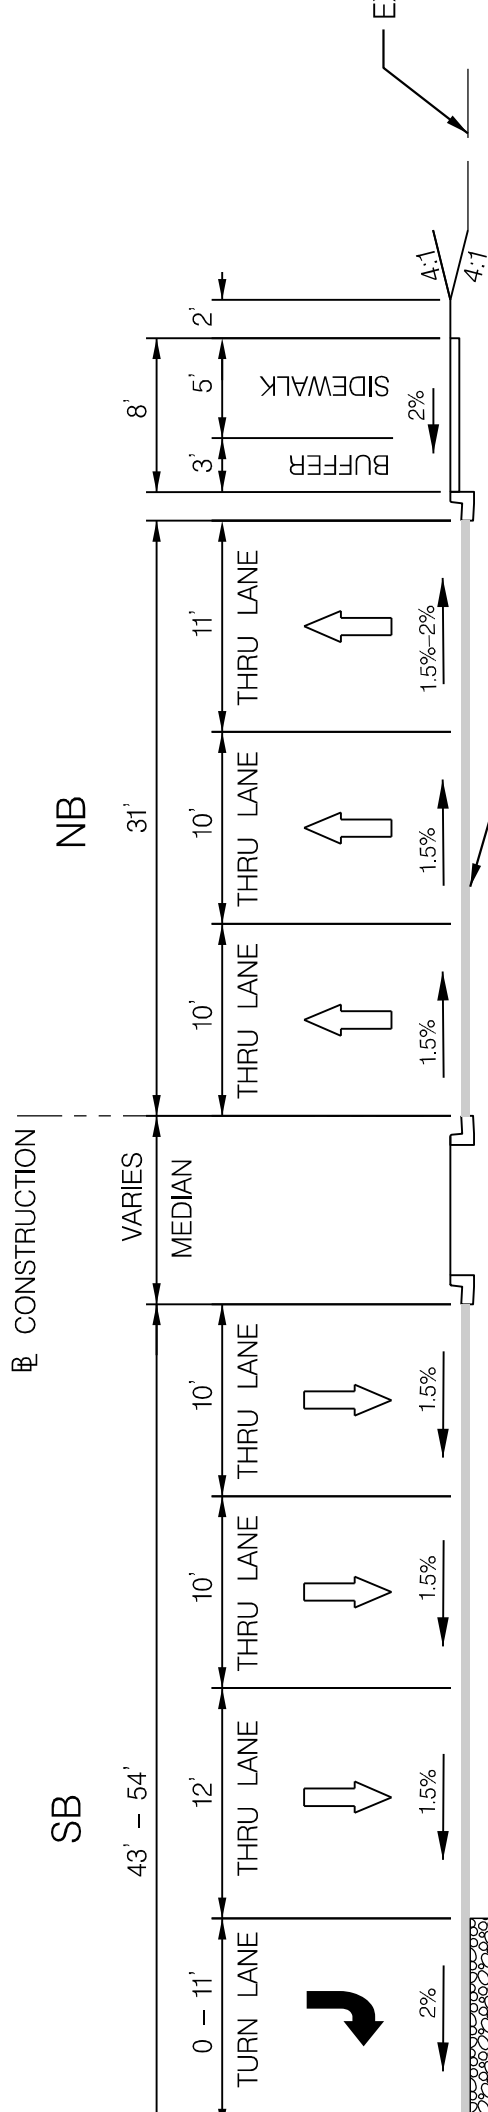 BL CONSTRUCTION
SB NB
43' – 54' VARIES 31' 8'
MEDIAN
0 – 11' 12' 10' 10' 10' 10' 11' 3' 5' 2'
TURN LANE THRU LANE THRU LANE THRU LANE THRU LANE THRU LANE THRU LANE
BUFFER
SIDEWALK
2% 1.5% 1.5% 1.5% 1.5% 1.5% 1.5%-2% 2% 4:1
4:1